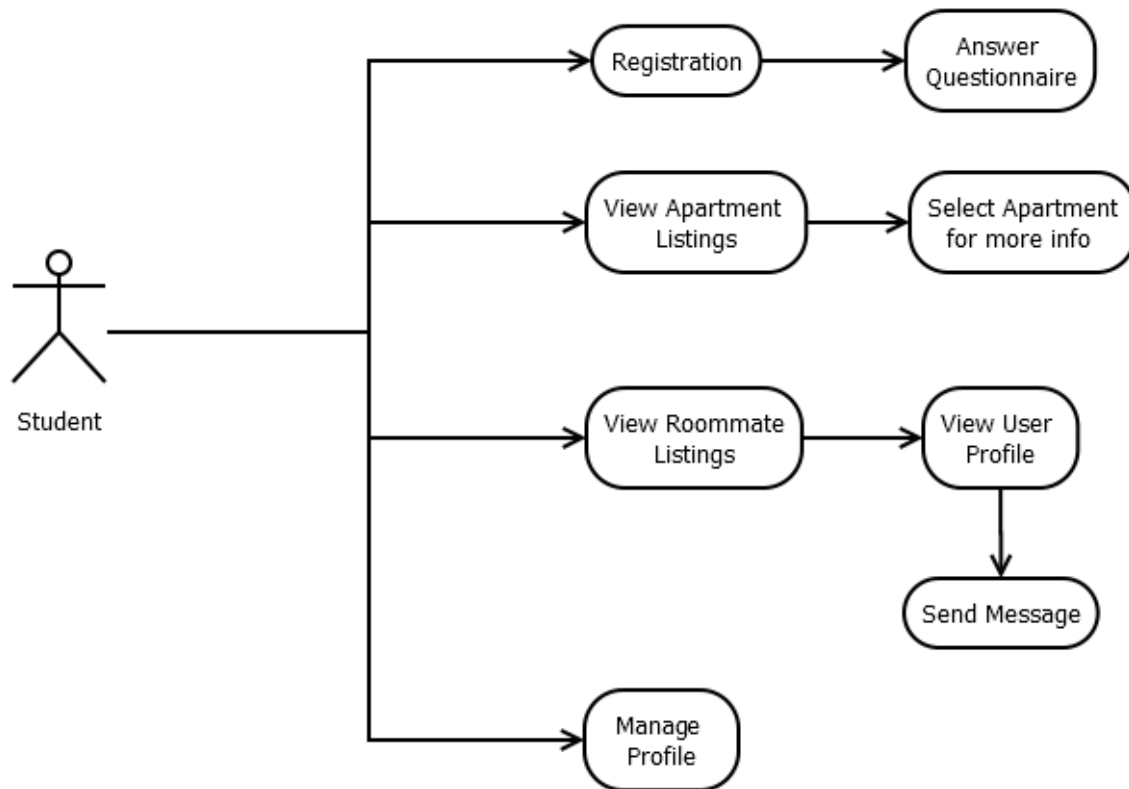 Registration
Answer
Questionnaire
View Apartment
Listings
Select Apartment
for more info
Student
View Roommate
Listings
View User
Profile
Send Message
Manage
Profile